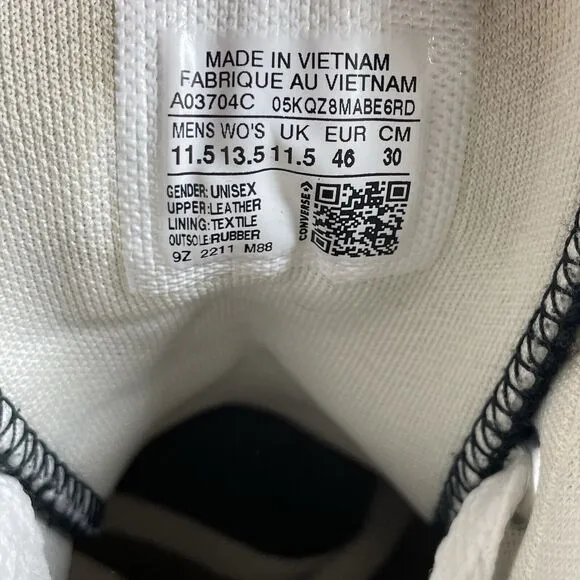 MADE IN VIETNAM
FABRIQUE AU VIETNAM
A03704C 05KQZ8MABE6RD
MENS WO'S UK EUR CM
11.5 13.5 11.5 46 30
GENDER: UNISEX
UPPER: LEATHER
LINING: TEXTILE
OUTSOLE: RUBBER
9Z 2211 M88
CONVERSE